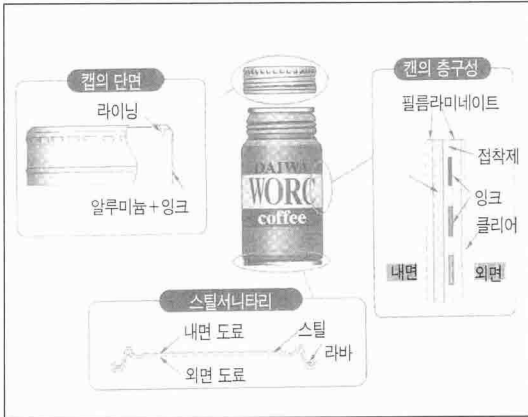 캡의 단면
라이닝
알루미늄+잉크
DAIWA
WORC
coffee
캔의 층구성
필름라미네이트
접착제
잉크
클리어
내면
외면
스틸서니타리
내면 도료
스틸
외면 도료
라바